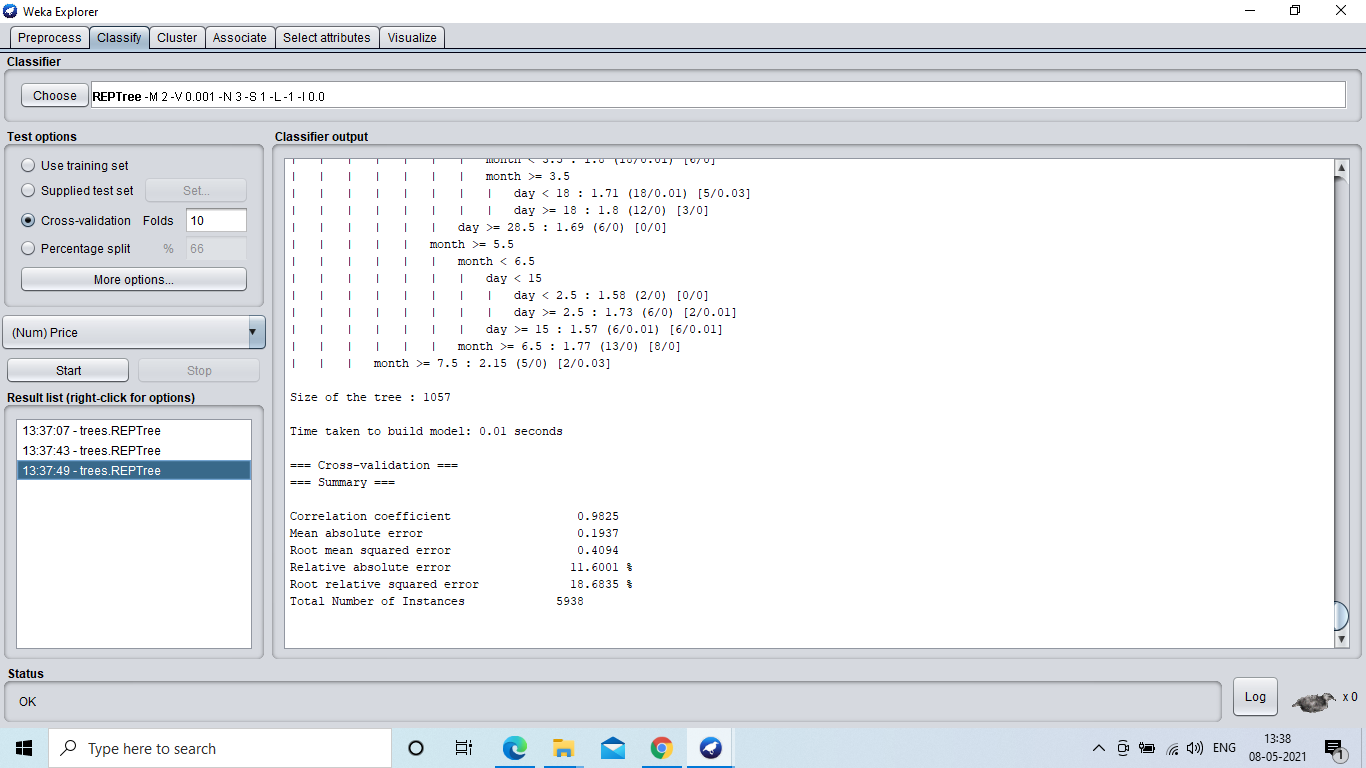 Weka Explorer
Preprocess Classify Cluster Associate Select attributes Visualize
Classifier
Choose REPTree -M 2 -V 0.001 -N 3 -S 1 -L -1 -I 0.0
Test options
Use training set
Supplied test set Set...
Cross-validation Folds 10
Percentage split % 66
More options...
(Num) Price
Start Stop
Result list (right-click for options)
13:37:07 - trees.REPTree
13:37:43 - trees.REPTree
13:37:49 - trees.REPTree
Classifier output
| | | | | | | month < 3.5 : 1.8 (18/0.01) [6/0]
| | | | | | | month >= 3.5
| | | | | | | | day < 18 : 1.71 (18/0.01) [5/0.03]
| | | | | | | | day >= 18 : 1.8 (12/0) [3/0]
| | | | | | day >= 28.5 : 1.69 (6/0) [0/0]
| | | | | month >= 5.5
| | | | | | month < 6.5
| | | | | | | day < 15
| | | | | | | | day < 2.5 : 1.58 (2/0) [0/0]
| | | | | | | | day >= 2.5 : 1.73 (6/0) [2/0.01]
| | | | | | | day >= 15 : 1.57 (6/0.01) [6/0.01]
| | | | | | month >= 6.5 : 1.77 (13/0) [8/0]
| | | month >= 7.5 : 2.15 (5/0) [2/0.03]
Size of the tree : 1057
Time taken to build model: 0.01 seconds
=== Cross-validation ===
=== Summary ===
Correlation coefficient 0.9825
Mean absolute error 0.1937
Root mean squared error 0.4094
Relative absolute error 11.6001 %
Root relative squared error 18.6835 %
Total Number of Instances 5938
Status
OK
Log
x 0
Type here to search
ENG
13:38
08-05-2021
1